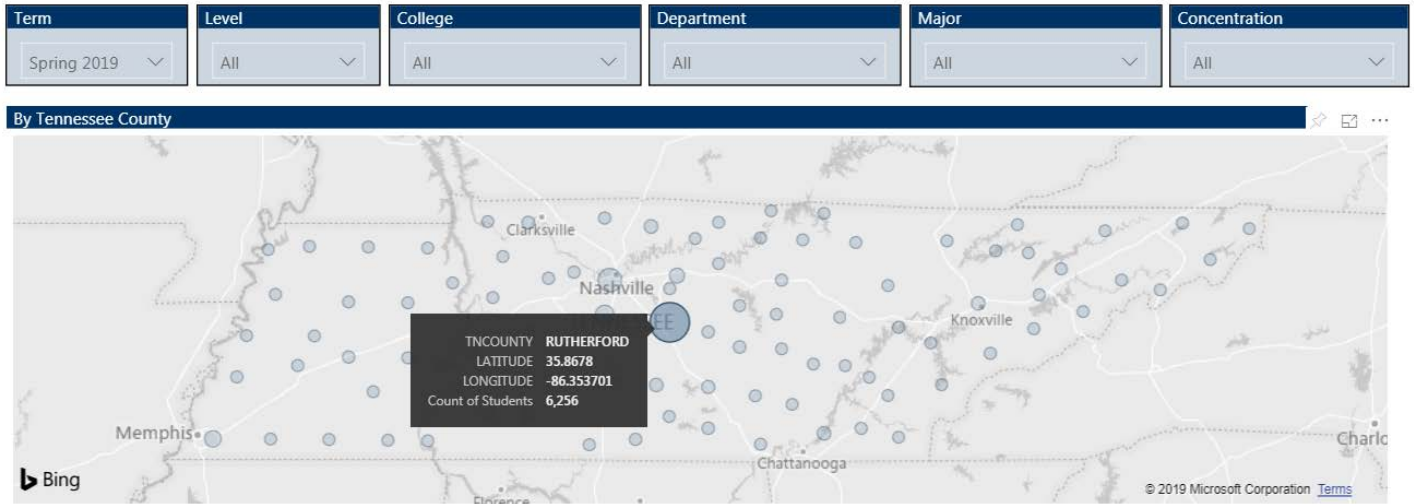 Term Level College Department Major Concentration
Spring 2019 All All All All All
By Tennessee County
Clarksville
Nashville
TNCOUNTY RUTHERFORD
LATITUDE 35.8678
LONGITUDE -86.353701
Count of Students 6,256
Knoxville
Memphis
Charlo
Chattanooga
Bing
Florence
© 2019 Microsoft Corporation Terms